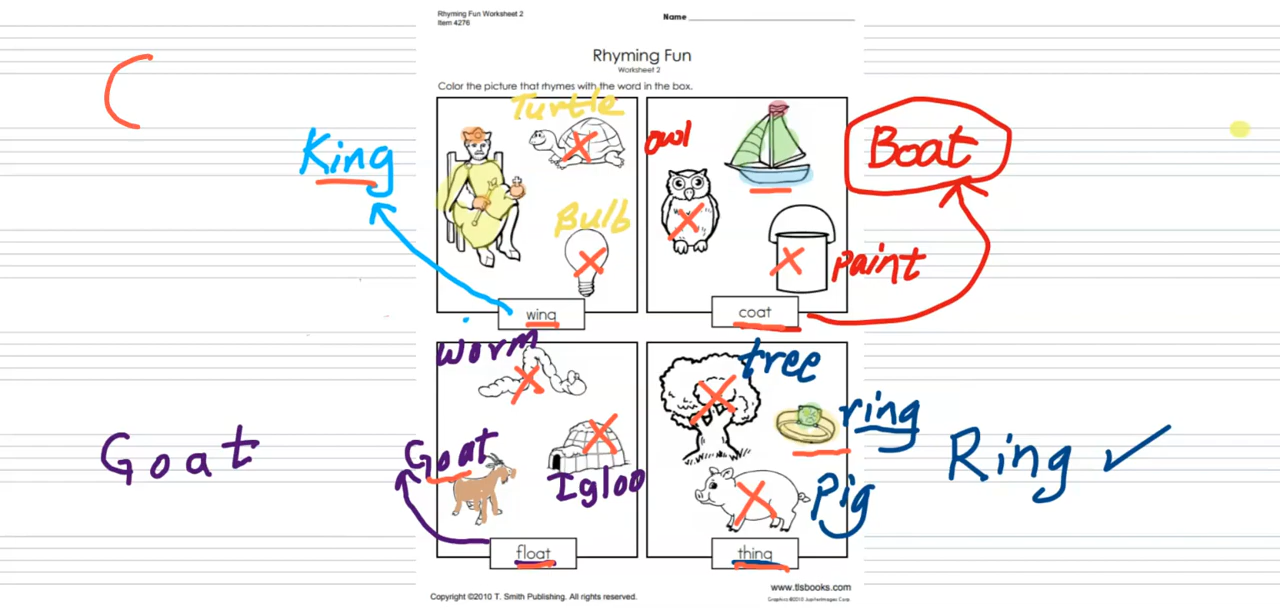 Rhyming Fun Worksheet 2
Item 4276
Name
Rhyming Fun
Worksheet 2
Color the picture that rhymes with the word in the box.
Turtle
King
Bulb
wing
owl
Boat
Paint
coat
Worm
Goat
Goat
Igloo
float
tree
ring
Ring ✓
Pig
thing
www.tlsbooks.com
Copyright ©2010 T. Smith Publishing. All rights reserved.
Graphics ©2010 JupiterImages Corp.